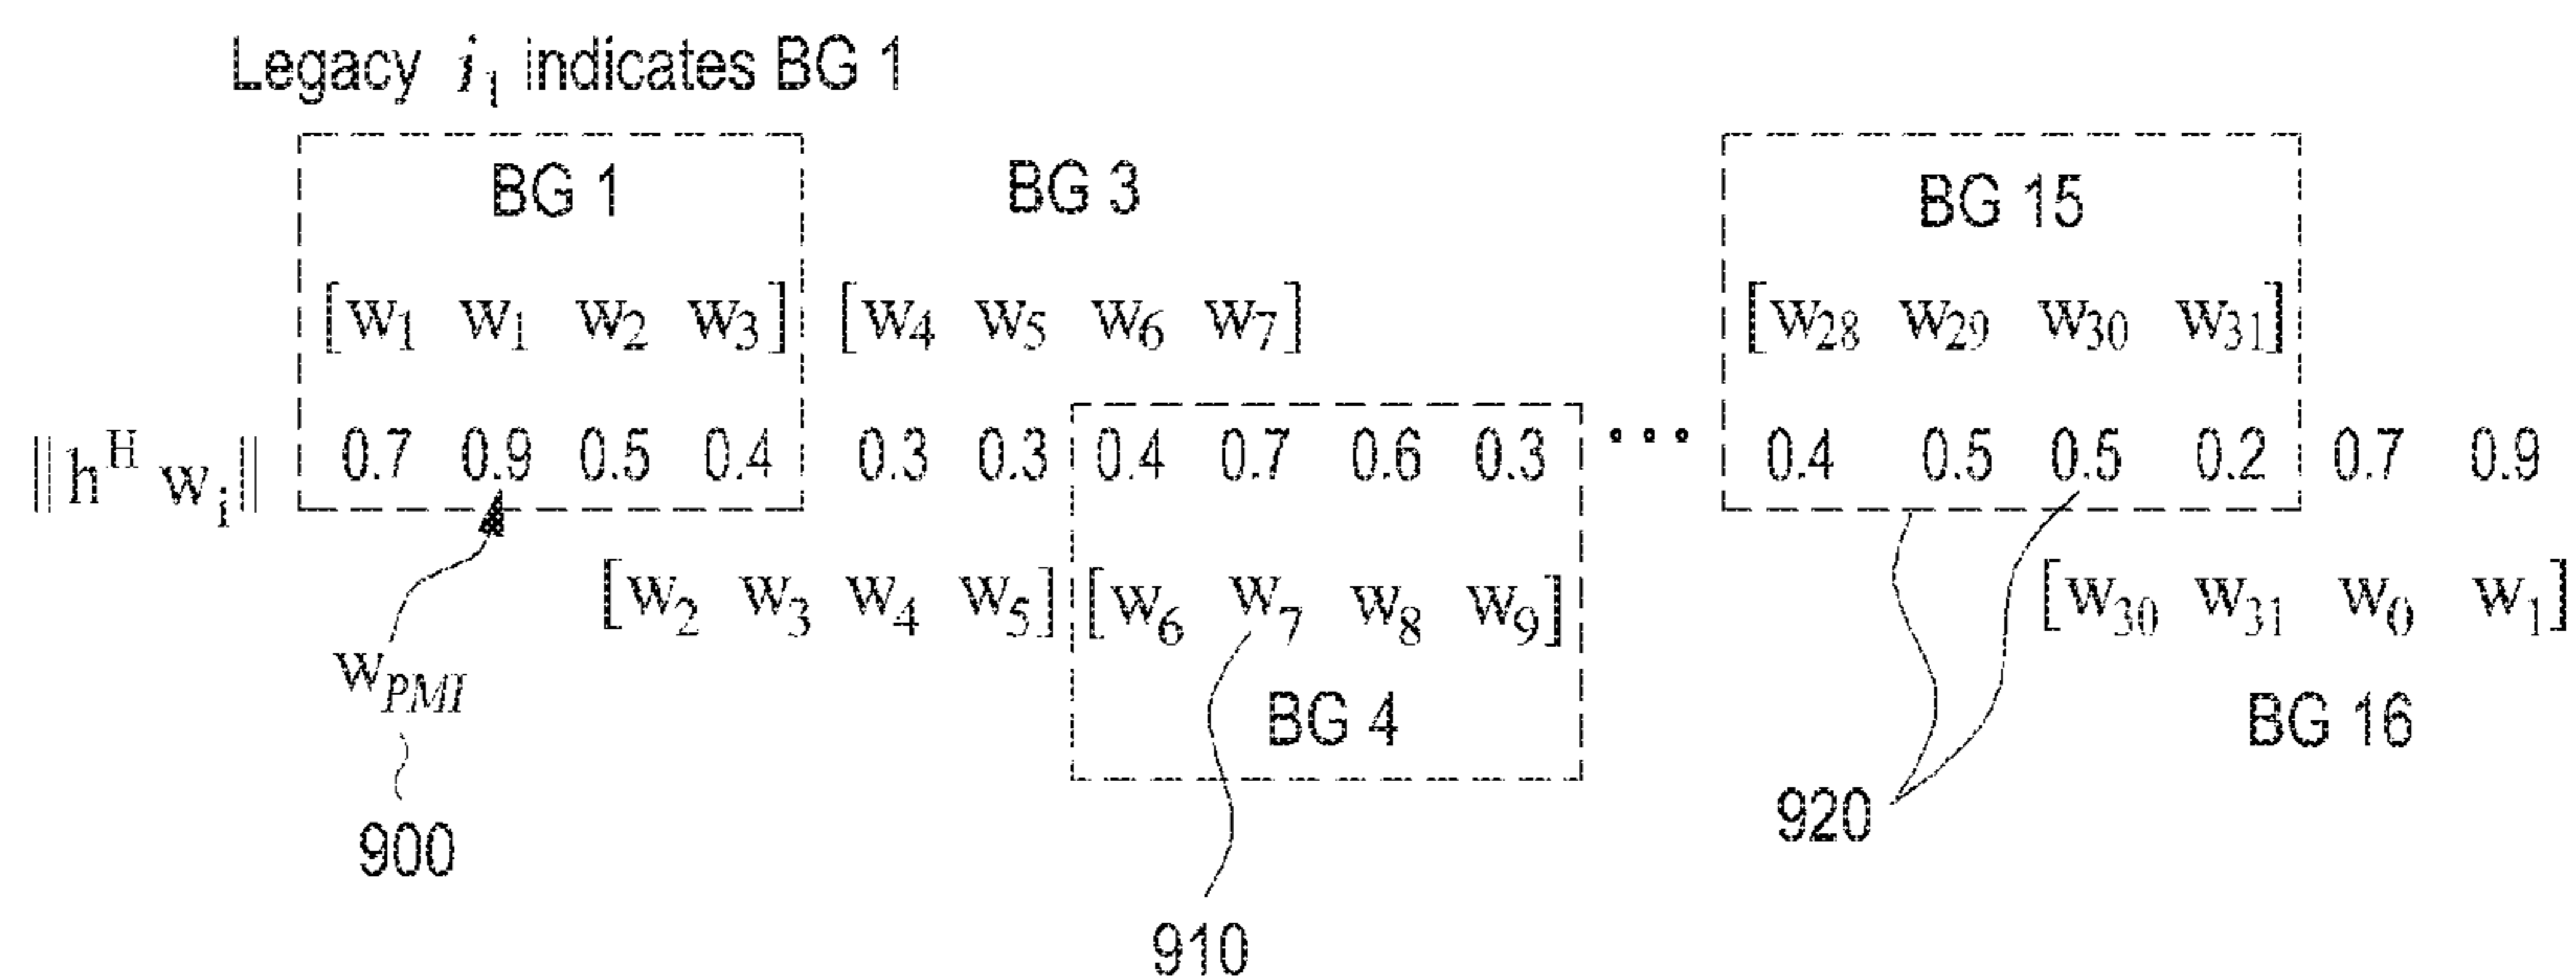 Legacy i₁ indicates BG 1
BG 1 BG 3 BG 15
[w₁ w₁ w₂ w₃] [w₄ w₅ w₆ w₇] [w₂₈ w₂₉ w₃₀ w₃₁]
‖hᴴ wᵢ‖ 0.7 0.9 0.5 0.4 0.3 0.3 0.4 0.7 0.6 0.3 ••• 0.4 0.5 0.5 0.2 0.7 0.9
[w₂ w₃ w₄ w₅] [w₆ w₇ w₈ w₉] [w₃₀ w₃₁ w₀ w₁]
w_PMI BG 4 BG 16
900 920
910